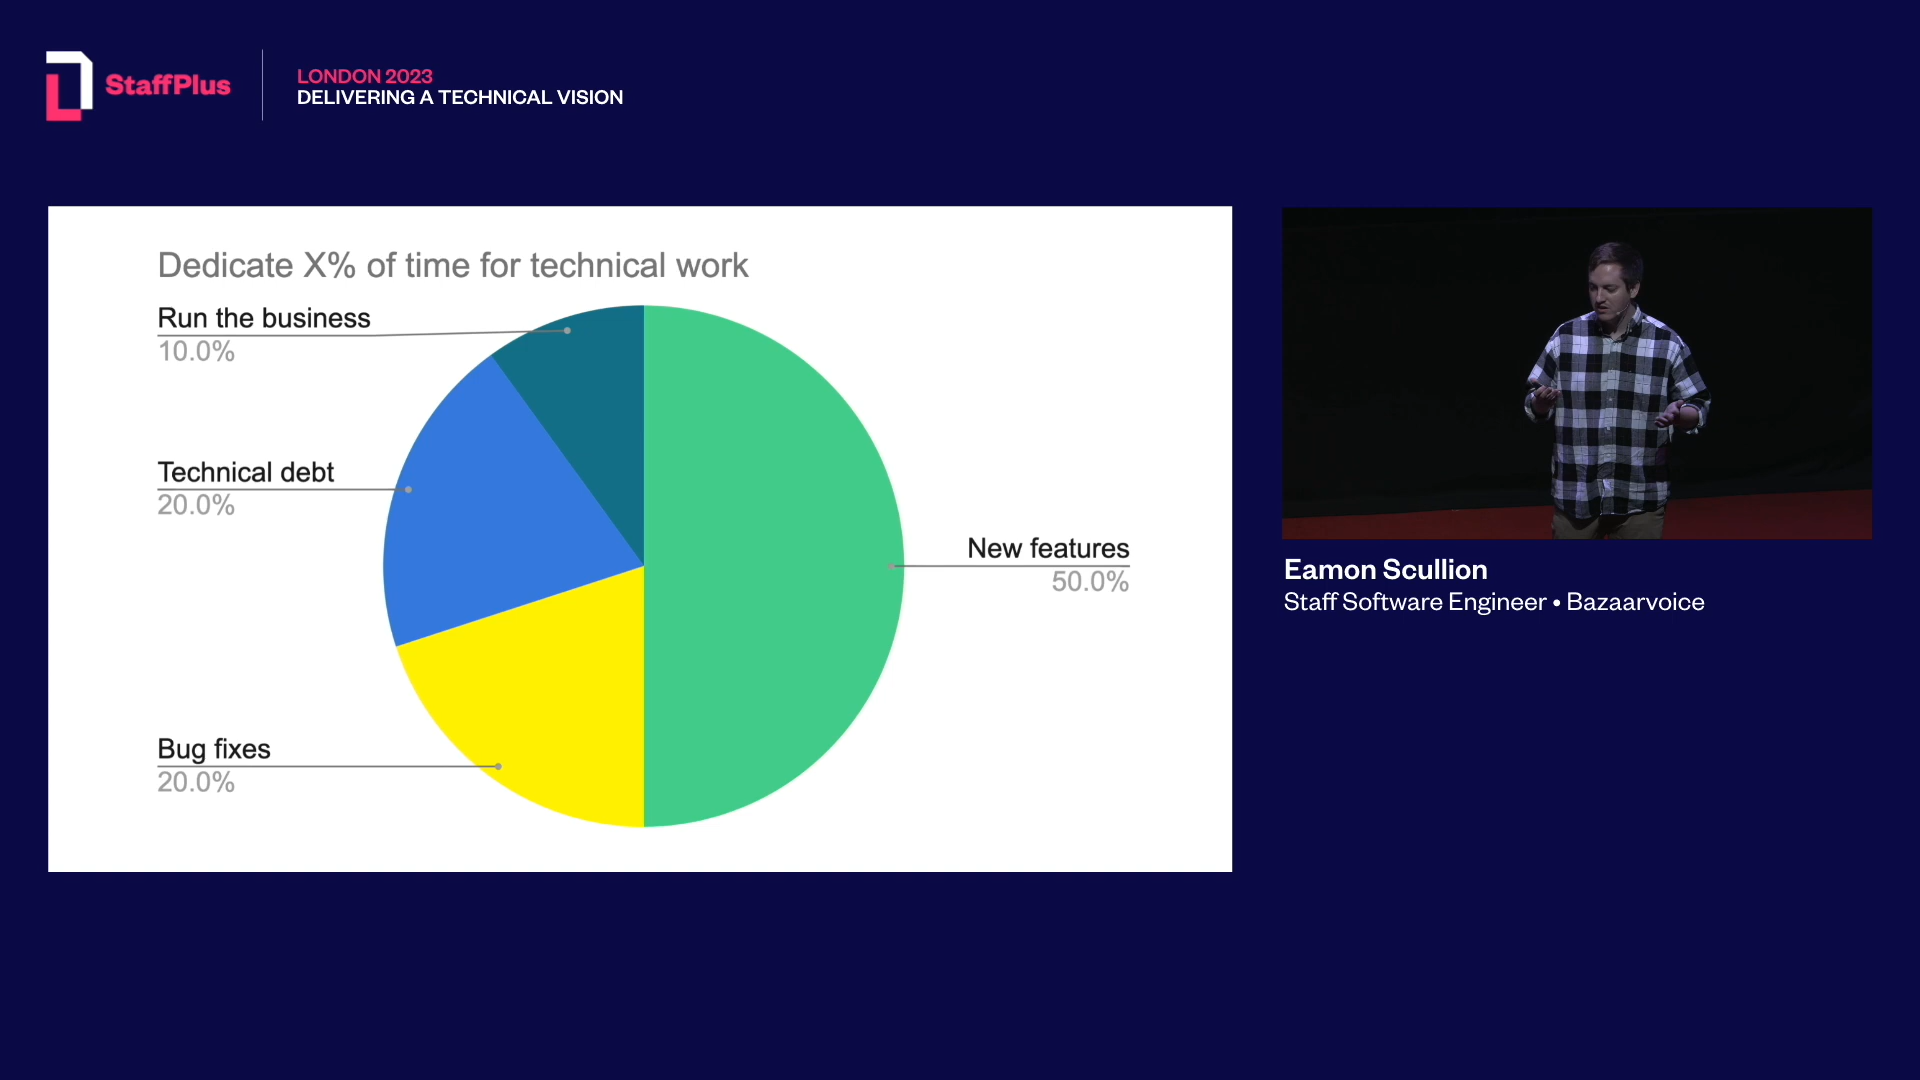 StaffPlus
LONDON 2023
DELIVERING A TECHNICAL VISION
Dedicate X% of time for technical work
Run the business
10.0%
Technical debt
20.0%
New features
50.0%
Bug fixes
20.0%
Eamon Scullion
Staff Software Engineer • Bazaarvoice